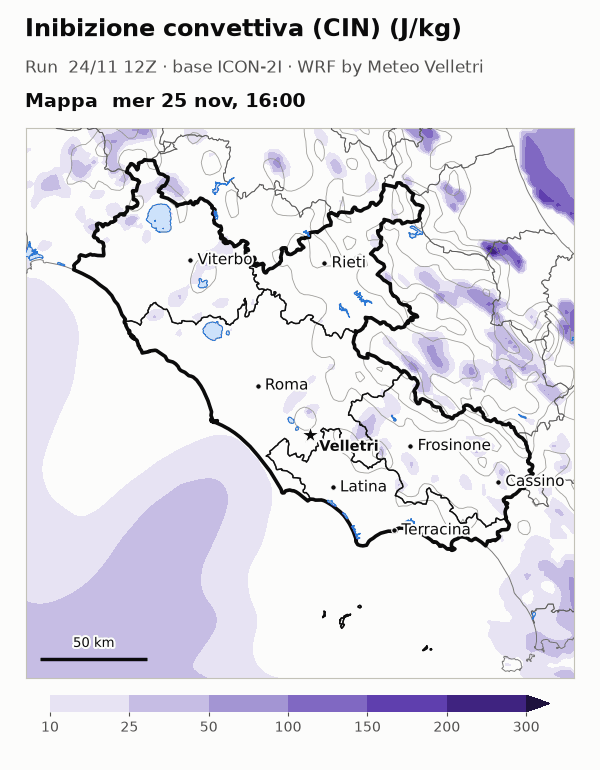 Inibizione convettiva (CIN) (J/kg)
Run  24/11 12Z · base ICON-2I · WRF by Meteo Velletri
Mappa  mer 25 nov, 16:00
Viterbo
Rieti
Roma
Velletri
Frosinone
Cassino
Latina
Terracina
50 km
10 25 50 100 150 200 300